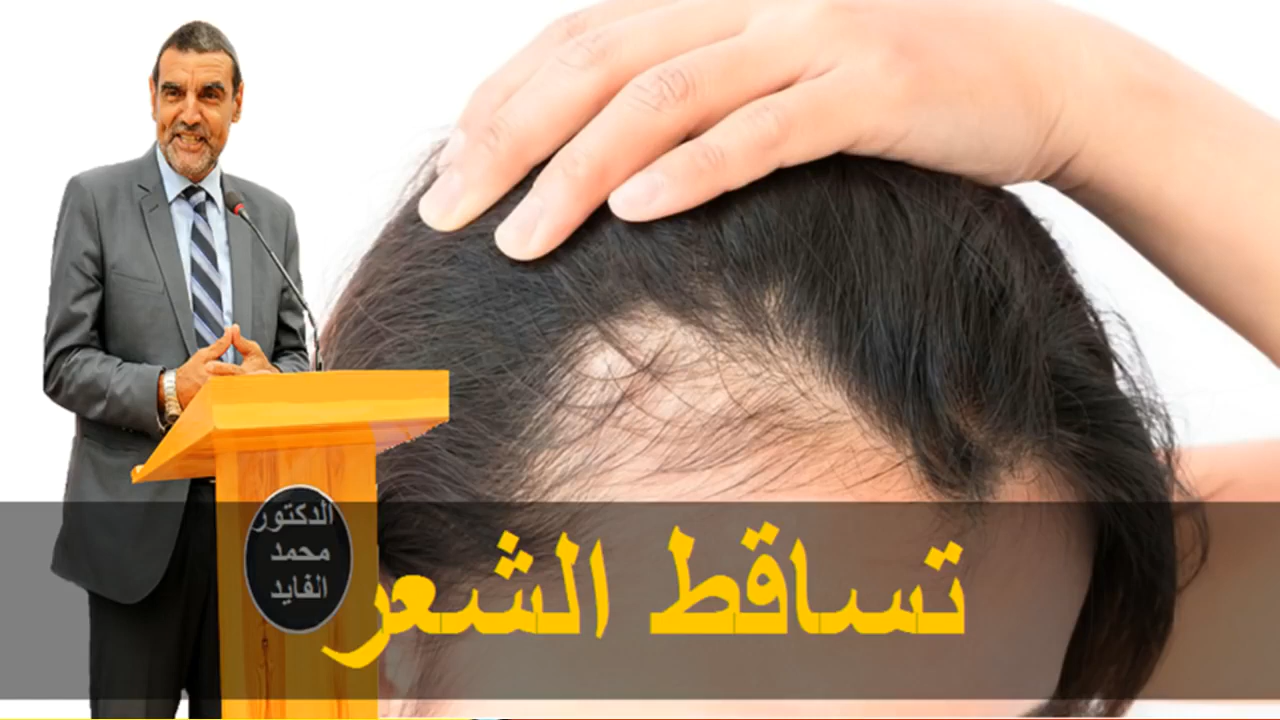 الدكتور
محمد
الفايد
تساقط الشعر